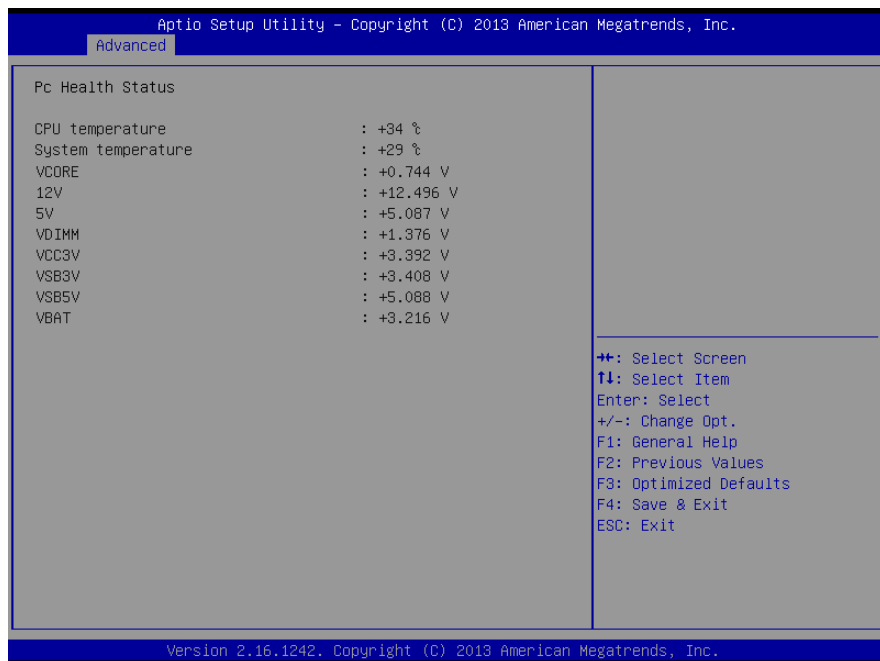 Aptio Setup Utility – Copyright (C) 2013 American Megatrends, Inc.
Advanced
Pc Health Status
CPU temperature : +34 ℃
System temperature : +29 ℃
VCORE : +0.744 V
12V : +12.496 V
5V : +5.087 V
VDIMM : +1.376 V
VCC3V : +3.392 V
VSB3V : +3.408 V
VSB5V : +5.088 V
VBAT : +3.216 V
→←: Select Screen
↑↓: Select Item
Enter: Select
+/-: Change Opt.
F1: General Help
F2: Previous Values
F3: Optimized Defaults
F4: Save & Exit
ESC: Exit
Version 2.16.1242. Copyright (C) 2013 American Megatrends, Inc.